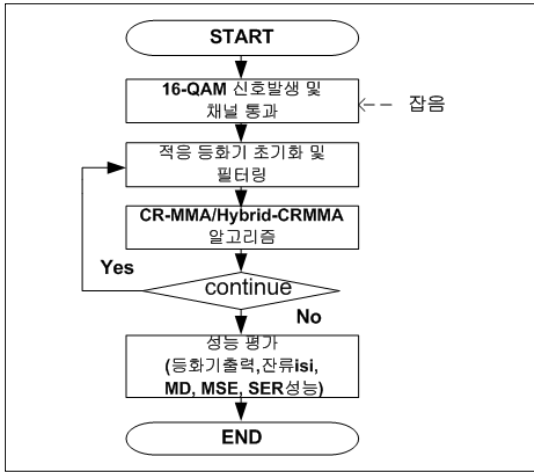 START
16-QAM 신호발생 및
채널 통과
잡음
적응 등화기 초기화 및
필터링
CR-MMA/Hybrid-CRMMA
알고리즘
Yes
continue
No
성능 평가
(등화기출력,잔류isi,
MD, MSE, SER성능)
END